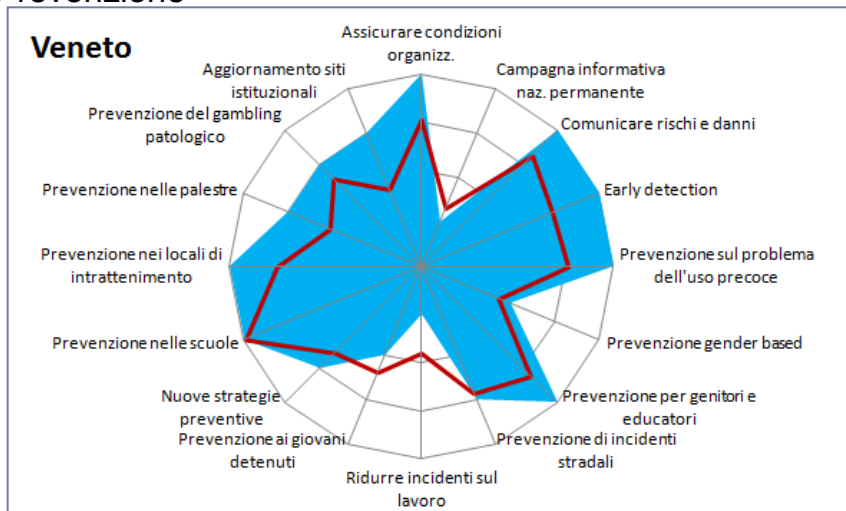 revenzione
Veneto
Assicurare condizioni
organizz.
Campagna informativa
naz. permanente
Comunicare rischi e danni
Early detection
Prevenzione sul problema
dell'uso precoce
Prevenzione gender based
Prevenzione per genitori e
educatori
Prevenzione di incidenti
stradali
Ridurre incidenti sul
lavoro
Prevenzione ai giovani
detenuti
Nuove strategie
preventive
Prevenzione nelle scuole
Prevenzione nei locali di
intrattenimento
Prevenzione nelle palestre
Prevenzione del gambling
patologico
Aggiornamento siti
istituzionali